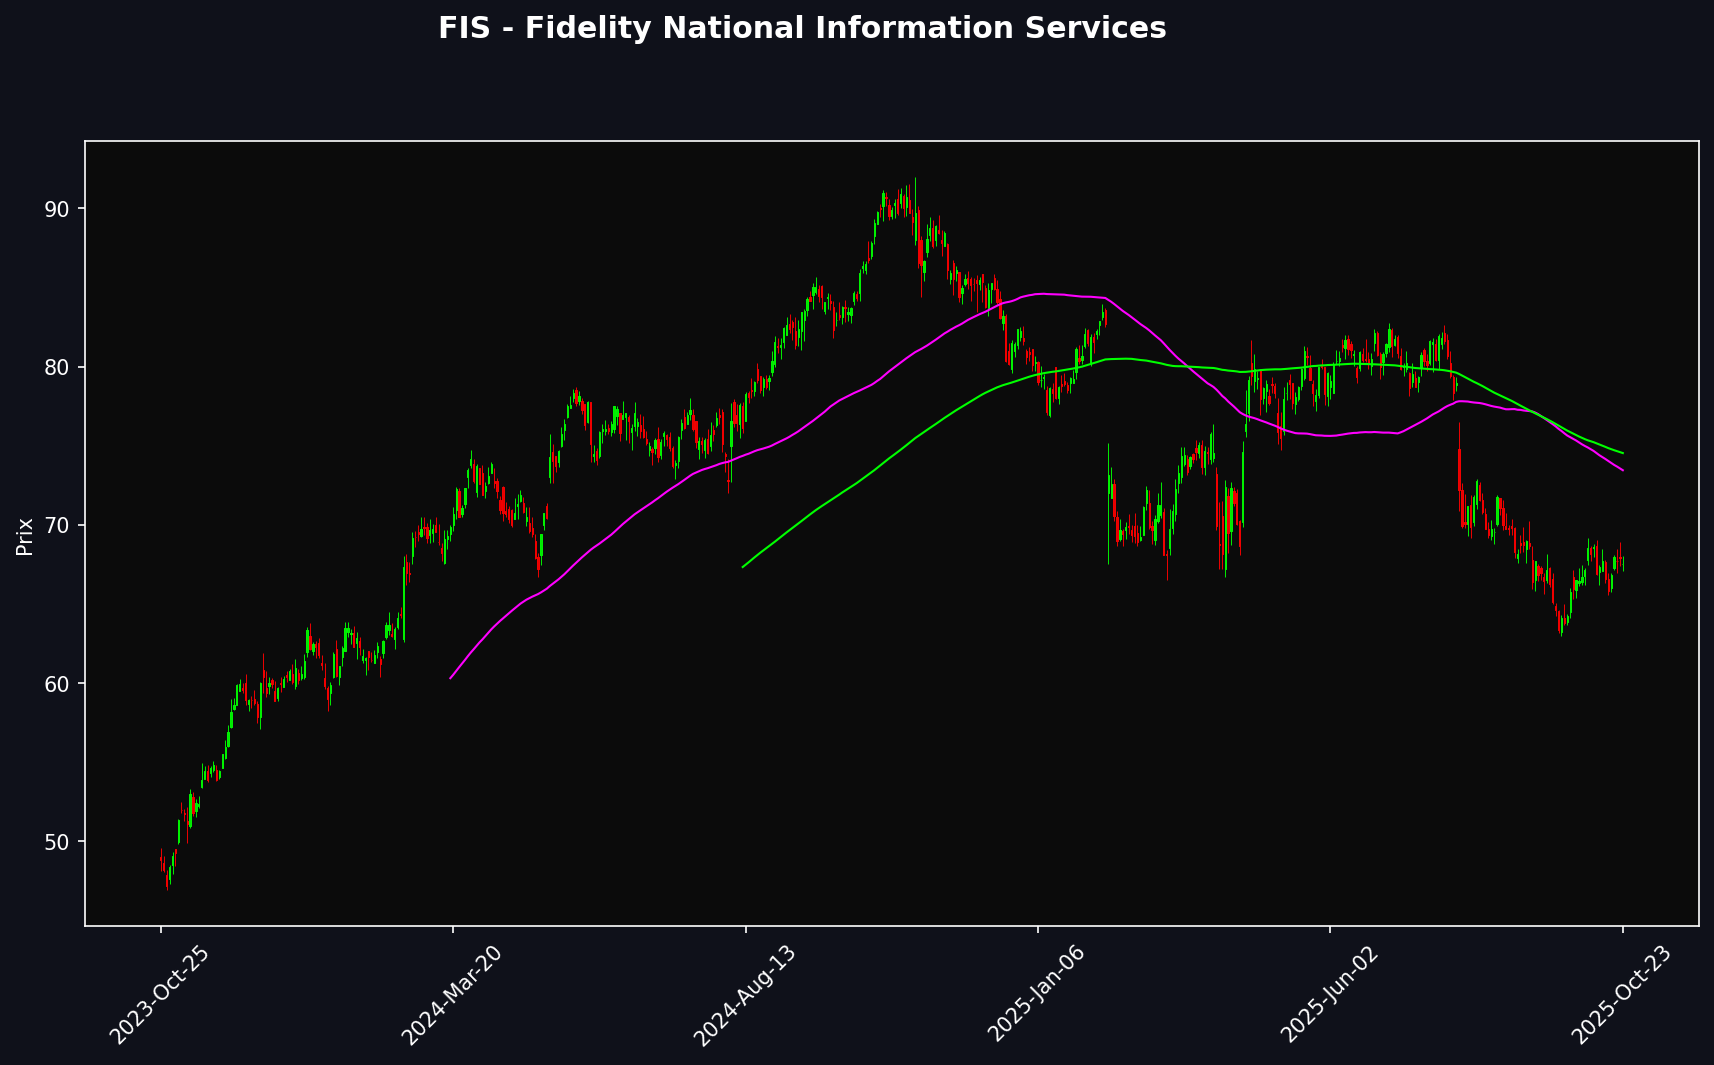 FIS - Fidelity National Information Services
Prix
90
80
70
60
50
2023-Oct-25
2024-Mar-20
2024-Aug-13
2025-Jan-06
2025-Jun-02
2025-Oct-23